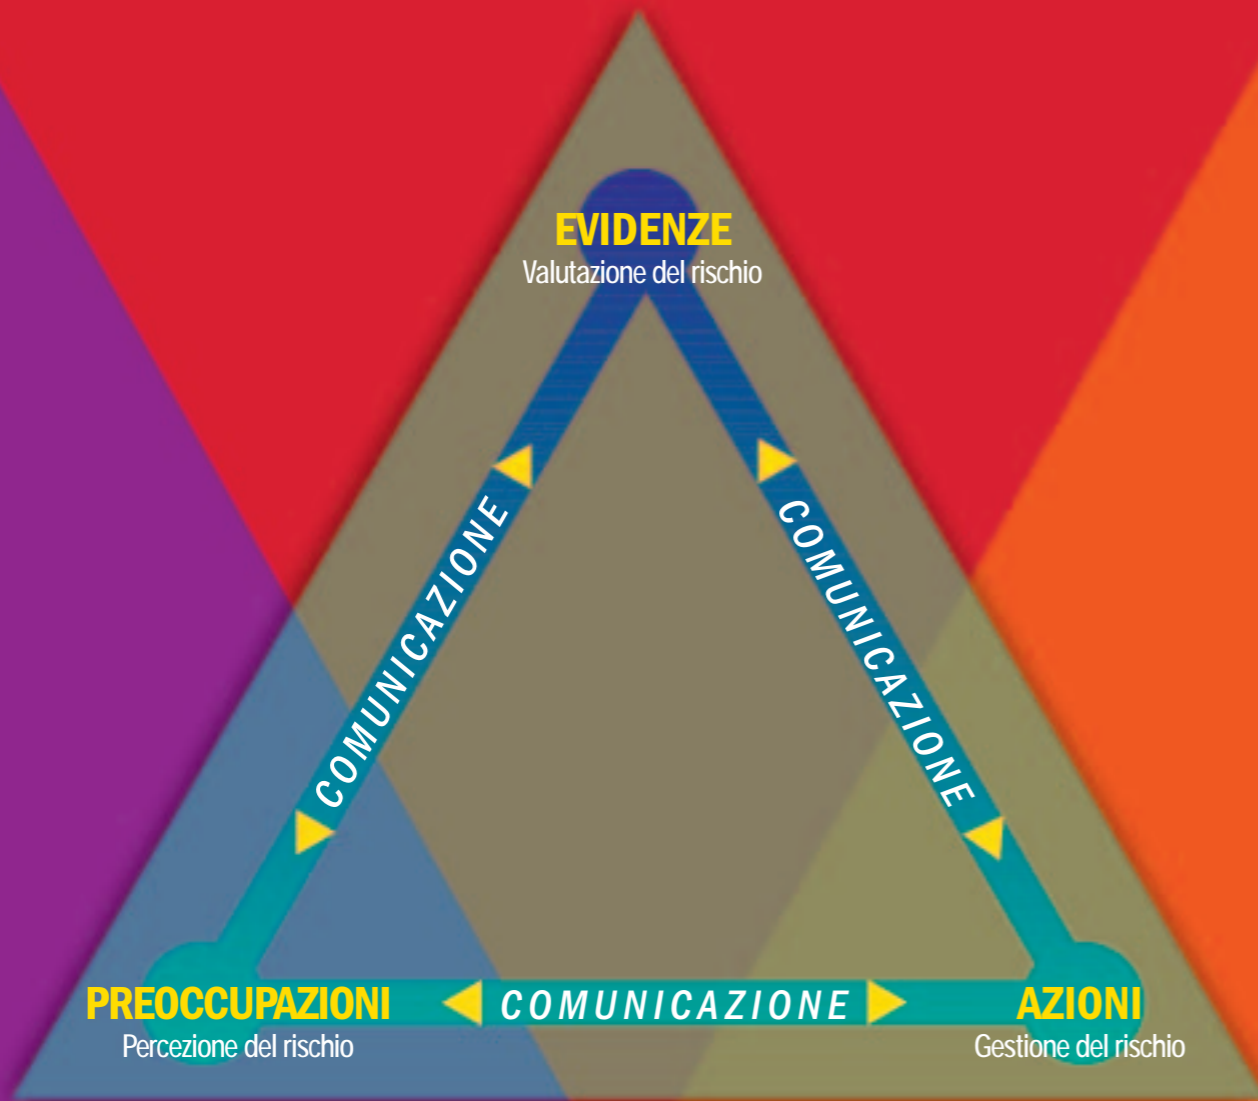 EVIDENZE
Valutazione del rischio
COMUNICAZIONE
COMUNICAZIONE
PREOCCUPAZIONI
Percezione del rischio
COMUNICAZIONE
AZIONI
Gestione del rischio